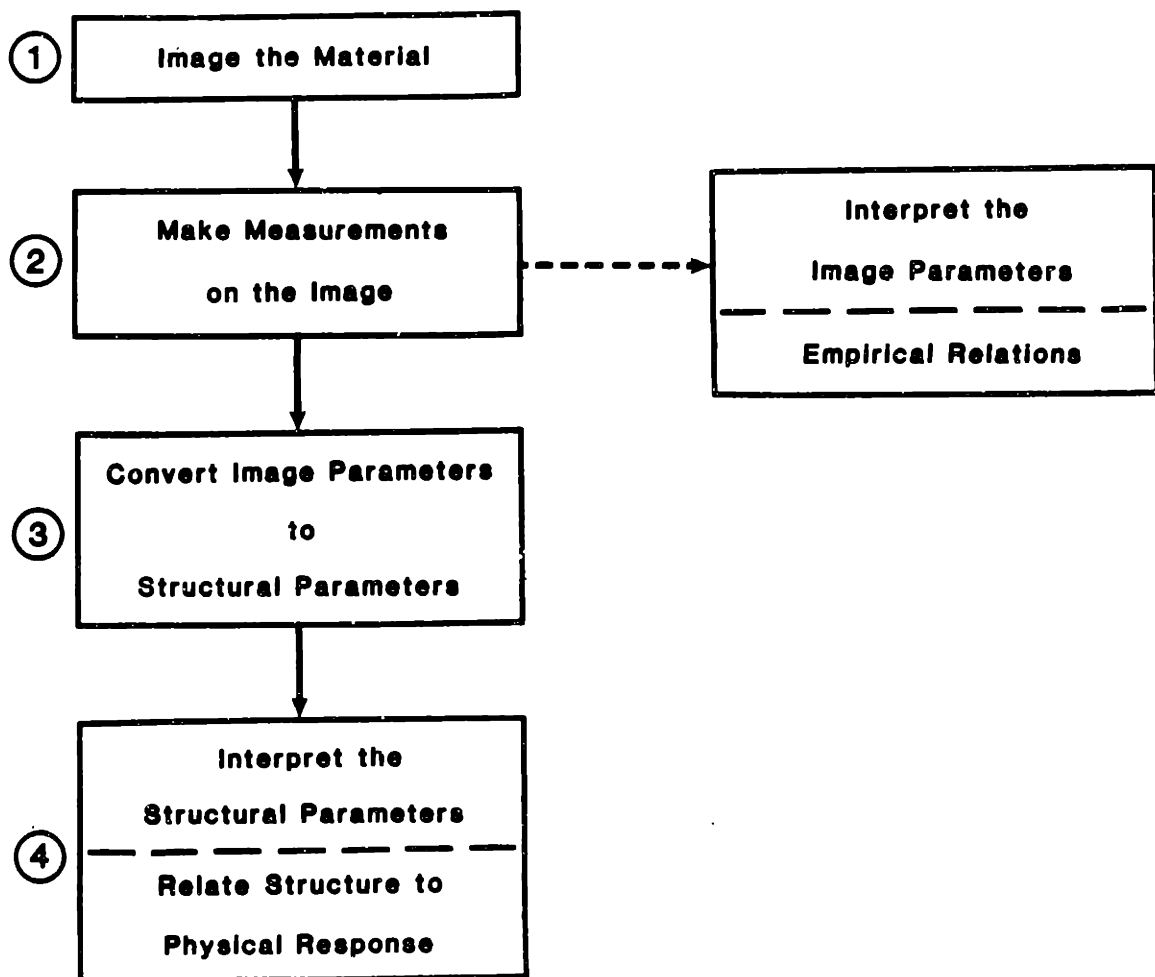 1
Image the Material
2
Make Measurements
on the Image
Interpret the
Image Parameters
Empirical Relations
3
Convert Image Parameters
to
Structural Parameters
4
Interpret the
Structural Parameters
Relate Structure to
Physical Response